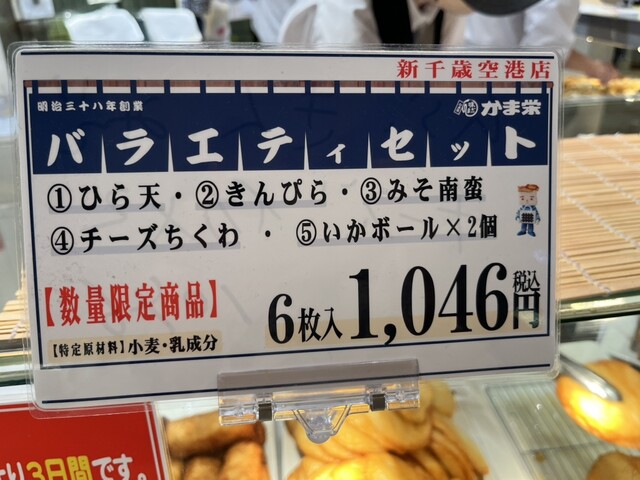 新千歳空港店
明治三十八年創業
小樽 かま栄
バラエティセット
①ひら天・②きんぴら・③みそ南蛮
④チーズちくわ ・ ⑤いかボール×2個
【数量限定商品】
6枚入1,046円 税込
【特定原材料】小麦・乳成分
より3日間です。